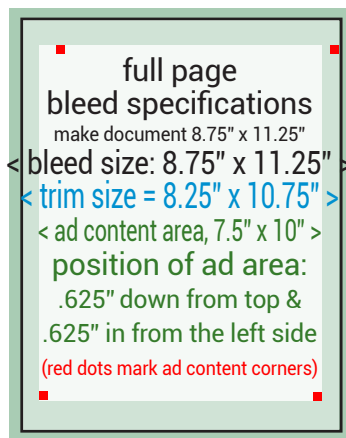 full page
bleed specifications
make document 8.75" x 11.25"
< bleed size: 8.75" x 11.25" >
< trim size = 8.25" x 10.75" >
< ad content area, 7.5" x 10" >
position of ad area:
.625" down from top &
.625" in from the left side
(red dots mark ad content corners)